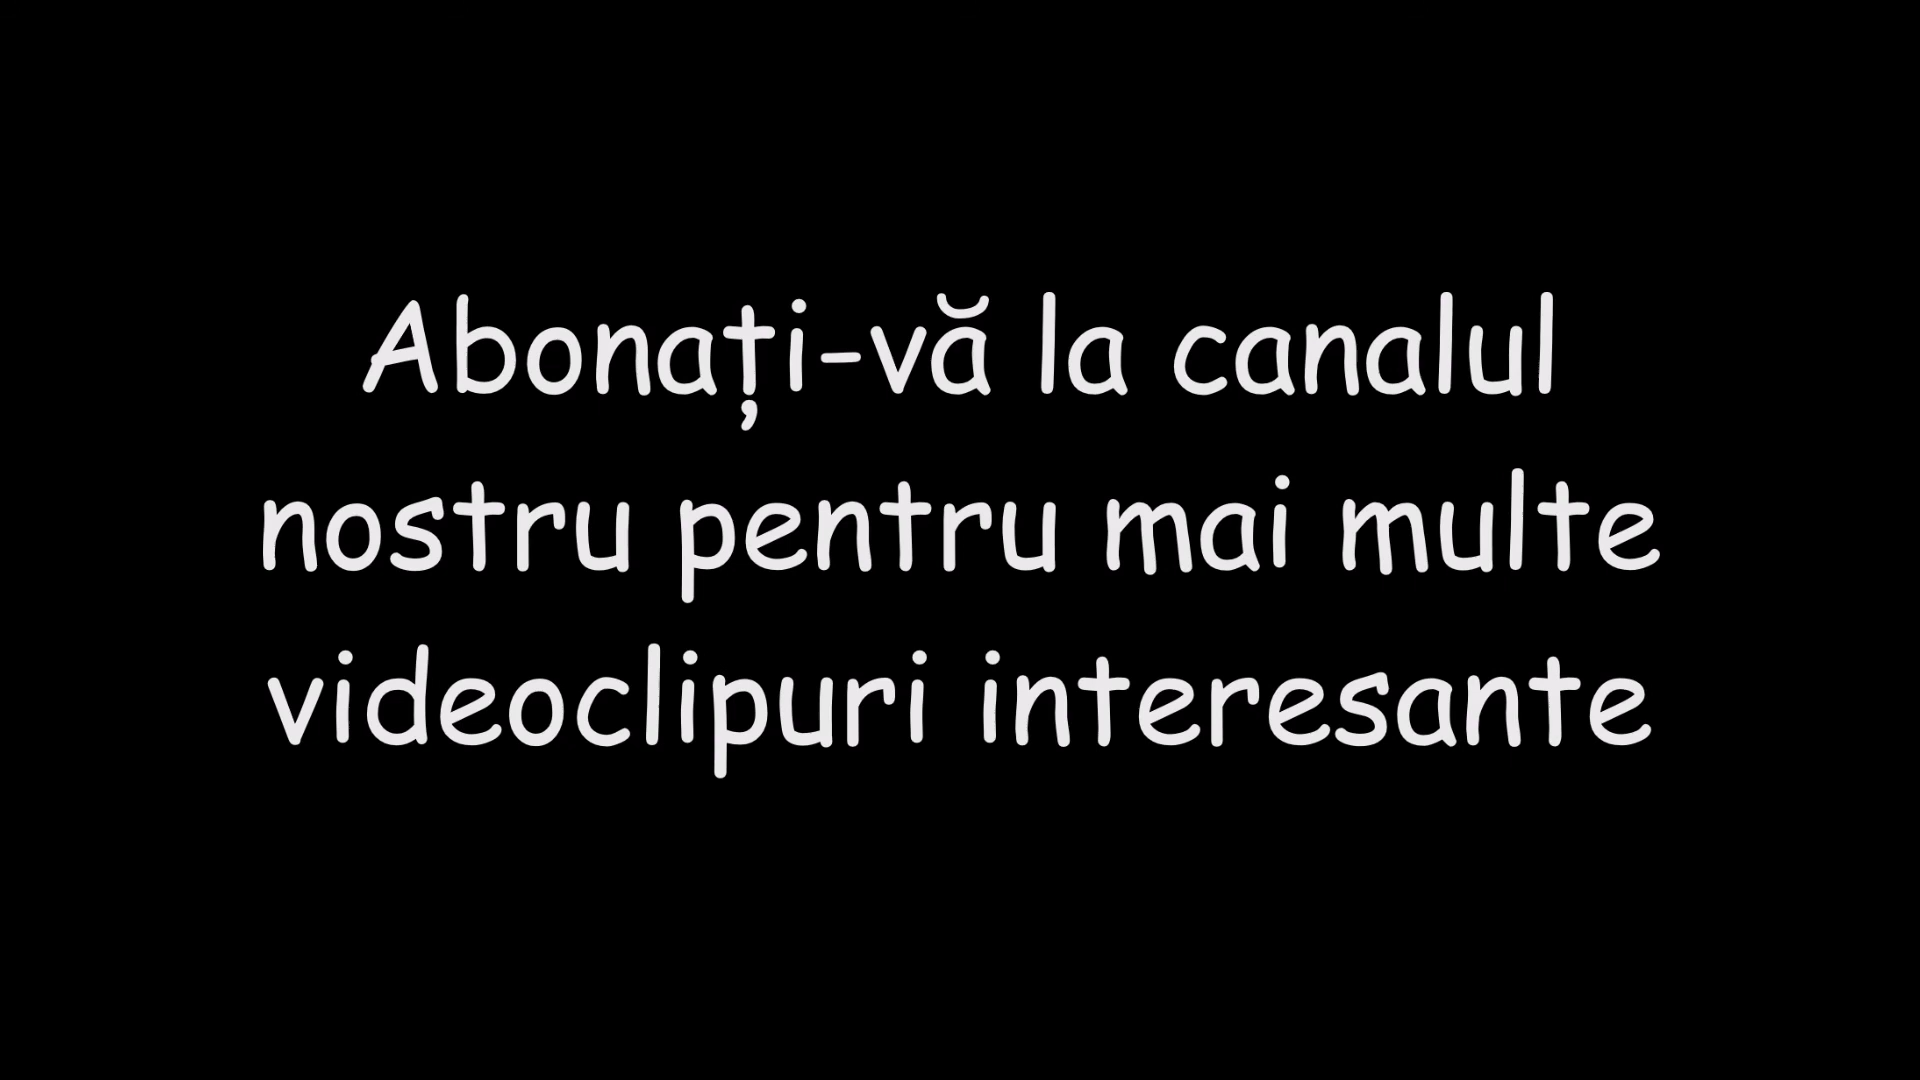 Abonați-vă la canalul
nostru pentru mai multe
videoclipuri interesante